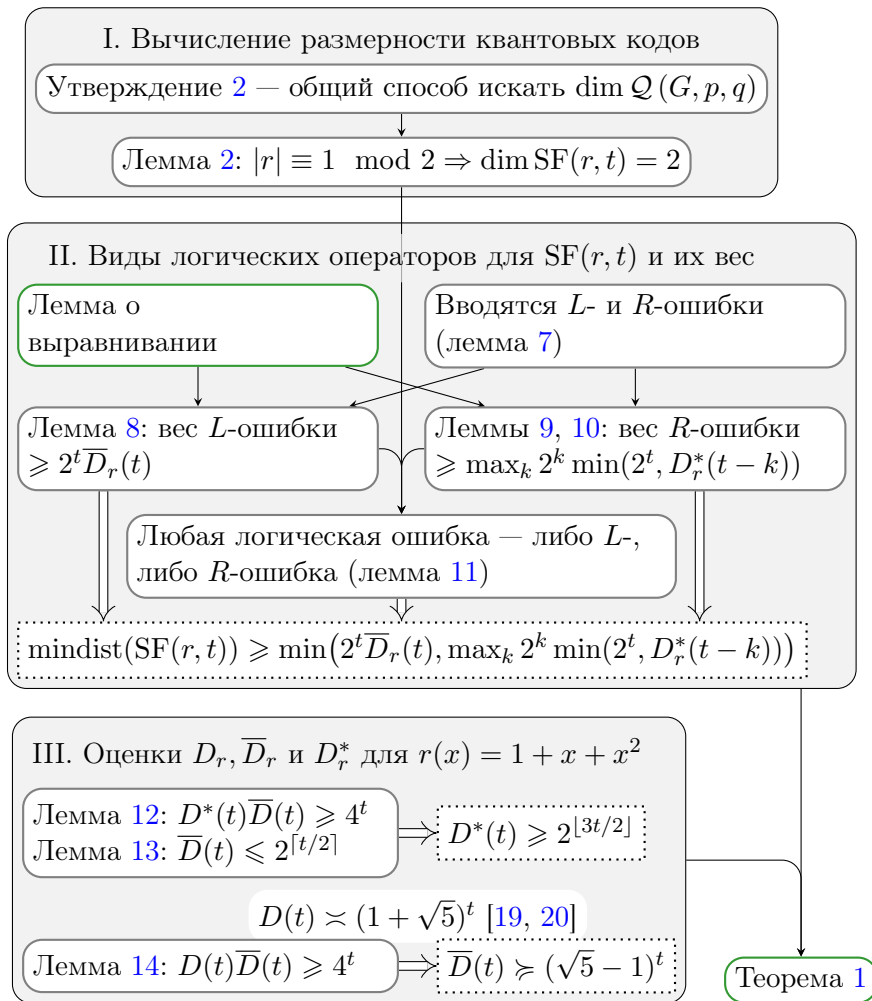 I. Вычисление размерности квантовых кодов
Утверждение 2 — общий способ искать dim 𝒬 (G, p, q)
Лемма 2: |r| ≡ 1 mod 2 ⇒ dim SF(r, t) = 2
II. Виды логических операторов для SF(r, t) и их вес
Лемма о
выравнивании
Вводятся L- и R-ошибки
(лемма 7)
Лемма 8: вес L-ошибки
⩾ 2^t D̅_r(t)
Леммы 9, 10: вес R-ошибки
⩾ max_k 2^k min(2^t, D_r^*(t − k))
Любая логическая ошибка — либо L-,
либо R-ошибка (лемма 11)
mindist(SF(r, t)) ⩾ min(2^t D̅_r(t), max_k 2^k min(2^t, D_r^*(t − k)))
III. Оценки D_r, D̅_r и D_r^* для r(x) = 1 + x + x^2
Лемма 12: D^*(t)D̅(t) ⩾ 4^t
Лемма 13: D̅(t) ⩽ 2^{⌈t/2⌉}
D^*(t) ⩾ 2^{⌊3t/2⌋}
D(t) ≍ (1 + √5)^t [19, 20]
Лемма 14: D(t)D̅(t) ⩾ 4^t
D̅(t) ≽ (√5 − 1)^t
Теорема 1